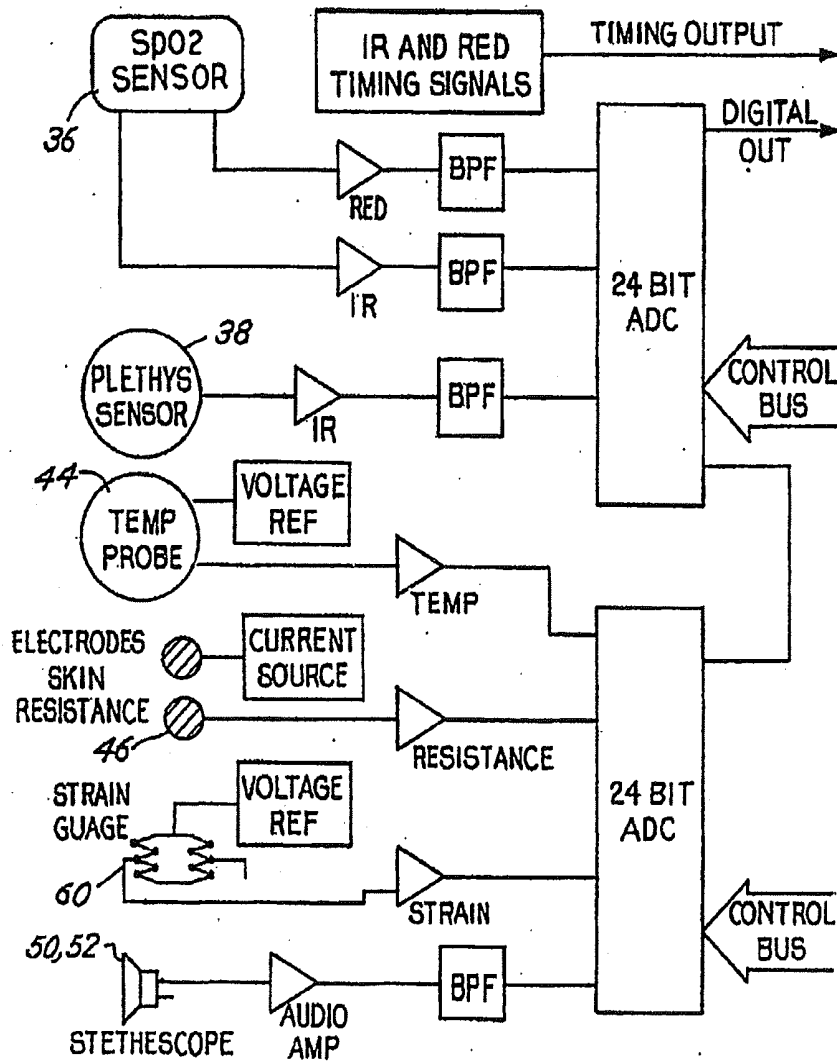 SpO2
SENSOR
36
IR AND RED
TIMING SIGNALS
TIMING OUTPUT
DIGITAL
OUT
RED
BPF
IR
BPF
24 BIT
ADC
38
PLETHYS
SENSOR
IR
BPF
CONTROL
BUS
44
TEMP
PROBE
VOLTAGE
REF
TEMP
ELECTRODES
SKIN
RESISTANCE
46
CURRENT
SOURCE
RESISTANCE
24 BIT
ADC
STRAIN
GUAGE
60
VOLTAGE
REF
STRAIN
CONTROL
BUS
50,52
STETHESCOPE
AUDIO
AMP
BPF